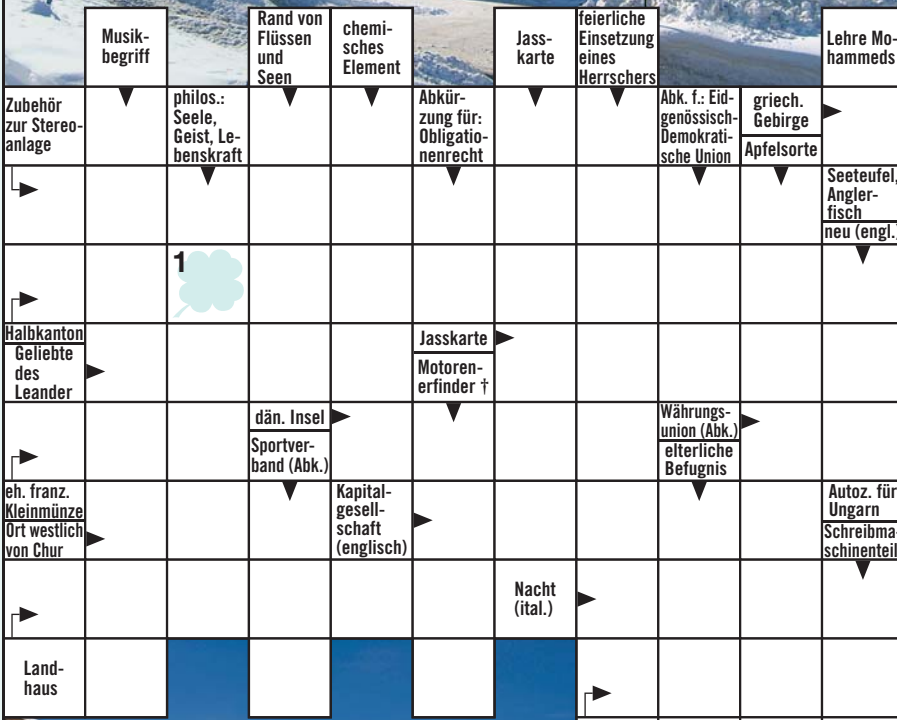 Musik-
begriff
Rand von
Flüssen
und
Seen
chemi-
sches
Element
Jass-
karte
feierliche
Einsetzung
eines
Herrschers
Lehre Mo-
hammeds
Zubehör
zur Stereo-
anlage
philos.:
Seele,
Geist, Le-
benskraft
Abkür-
zung für:
Obligatio-
nenrecht
Abk. f.: Eid-
genössisch-
Demokrati-
sche Union
griech.
Gebirge
Apfelsorte
Seeteufel,
Angler-
fisch
neu (engl.)
1
Halbkanton
Geliebte
des
Leander
Jasskarte
Motoren-
erfinder †
dän. Insel
Sportver-
band (Abk.)
Währungs-
union (Abk.)
elterliche
Befugnis
eh. franz.
Kleinmünze
Ort westlich
von Chur
Kapital-
gesell-
schaft
(englisch)
Autoz. für
Ungarn
Schreibma-
schinenteil
Nacht
(ital.)
Land-
haus